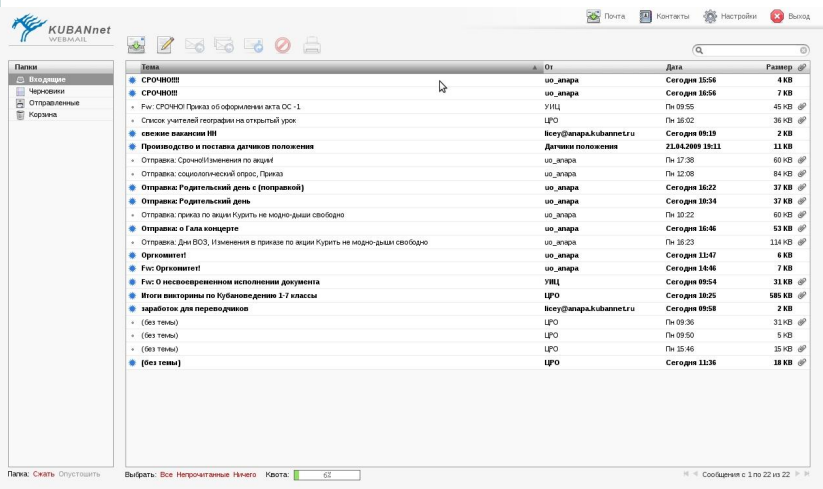 KUBANnet
WEBMAIL
Почта Контакты Настройки Выход
Папки
Входящие
Черновики
Отправленные
Корзина
Тема От Дата Размер
СРОЧНО!!!! uo_anapa Сегодня 15:56 4 KB
СРОЧНО!!! uo_anapa Сегодня 16:56 7 KB
Fw: СРОЧНО! Приказ об оформлении акта ОС -1 УИЦ Пн 09:55 45 KB
Список учителей географии на открытый урок ЦРО Пн 16:02 36 KB
свежие вакансии НН licey@anapa.kubannet.ru Сегодня 09:19 2 KB
Производство и поставка датчиков положения Датчики положения 21.04.2009 19:11 11 KB
Отправка: Срочно!Изменения по акции! uo_anapa Пн 17:38 60 KB
Отправка: социологический опрос, Приказ uo_anapa Пн 12:08 84 KB
Отправка: Родительский день с (поправкой) uo_anapa Сегодня 16:22 37 KB
Отправка: Родительский день uo_anapa Сегодня 10:34 37 KB
Отправка: приказ по акции Курить не модно-дыши свободно uo_anapa Пн 10:22 60 KB
Отправка: о Гала концерте uo_anapa Сегодня 16:46 53 KB
Отправка: Дни ВОЗ, Изменения в приказе по акции Курить не модно-дыши свободно uo_anapa Пн 16:23 114 KB
Оргкомитет! uo_anapa Сегодня 11:47 6 KB
Fw: Оргкомитет! uo_anapa Сегодня 14:46 7 KB
Fw: О несвоевременном исполнении документа УИЦ Сегодня 09:54 31 KB
Итоги викторины по Кубановедению 1-7 классы ЦРО Сегодня 10:25 585 KB
заработок для переводчиков licey@anapa.kubannet.ru Сегодня 09:58 2 KB
(без темы) ЦРО Пн 09:36 31 KB
(без темы) ЦРО Пн 09:50 5 KB
(без темы) ЦРО Пн 15:46 15 KB
(без темы) ЦРО Сегодня 11:36 18 KB
Папка: Сжать Опустошить Выбрать: Все Непрочитанные Ничего Квота: 6% Сообщения с 1 по 22 из 22